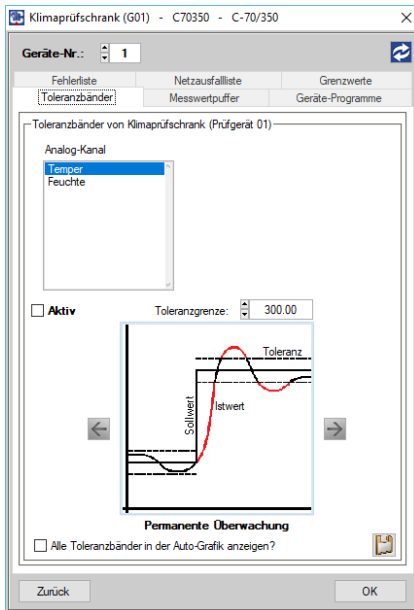 Klimaprüfschrank (G01) - C70350 - C-70/350
Geräte-Nr.: 1
Fehlerliste Netzausfallliste Grenzwerte
Toleranzbänder Messwertpuffer Geräte-Programme
Toleranzbänder von Klimaprüfschrank (Prüfgerät 01)
Analog-Kanal
Temper
Feuchte
Aktiv Toleranzgrenze: 300.00
Toleranz
Sollwert
Istwert
Permanente Überwachung
Alle Toleranzbänder in der Auto-Grafik anzeigen?
Zurück OK